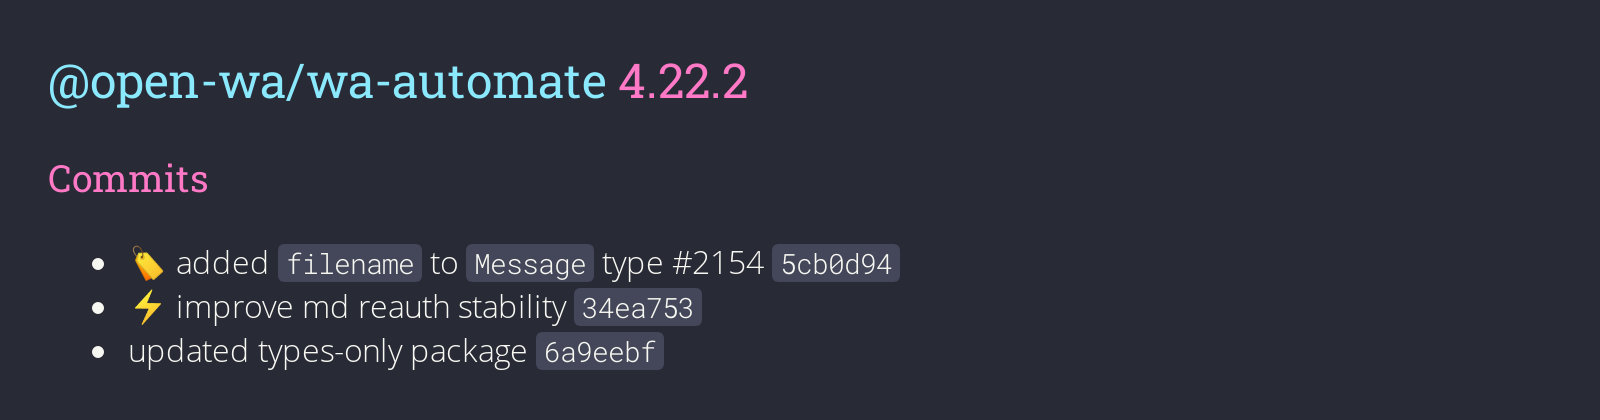 @open-wa/wa-automate 4.22.2
Commits
🏷️ added filename to Message type #2154 5cb0d94
⚡ improve md reauth stability 34ea753
updated types-only package 6a9eebf